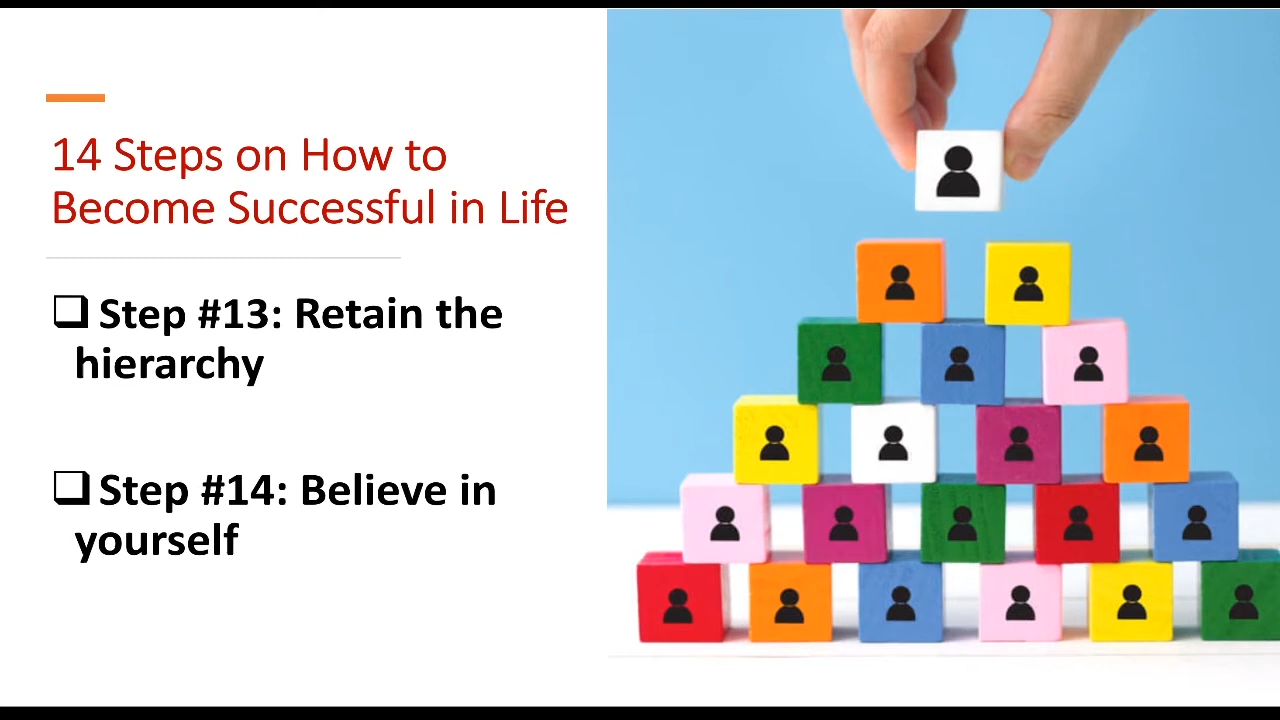 14 Steps on How to
Become Successful in Life
Step #13: Retain the
hierarchy
Step #14: Believe in
yourself